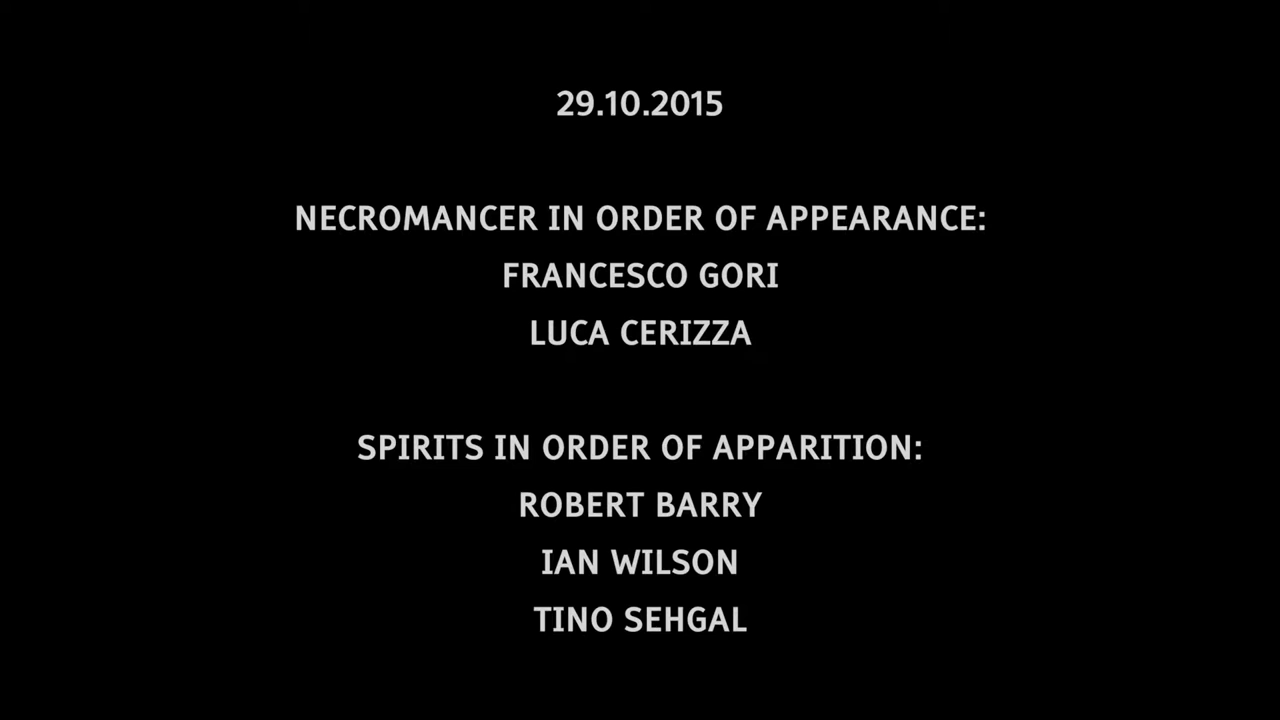 29.10.2015
NECROMANCER IN ORDER OF APPEARANCE:
FRANCESCO GORI
LUCA CERIZZA
SPIRITS IN ORDER OF APPARITION:
ROBERT BARRY
IAN WILSON
TINO SEHGAL